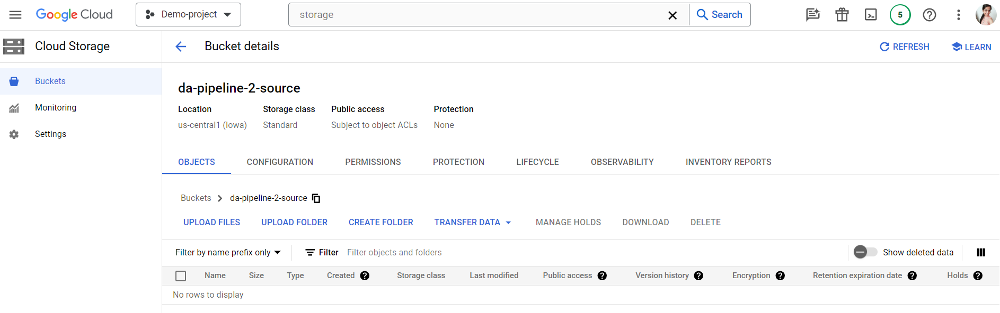 Google Cloud Demo-project storage Search 5
Cloud Storage Bucket details REFRESH LEARN
Buckets
Monitoring
Settings
da-pipeline-2-source
Location Storage class Public access Protection
us-central1 (Iowa) Standard Subject to object ACLs None
OBJECTS CONFIGURATION PERMISSIONS PROTECTION LIFECYCLE OBSERVABILITY INVENTORY REPORTS
Buckets > da-pipeline-2-source
UPLOAD FILES UPLOAD FOLDER CREATE FOLDER TRANSFER DATA MANAGE HOLDS DOWNLOAD DELETE
Filter by name prefix only Filter Filter objects and folders Show deleted data
Name Size Type Created Storage class Last modified Public access Version history Encryption Retention expiration date Holds
No rows to display